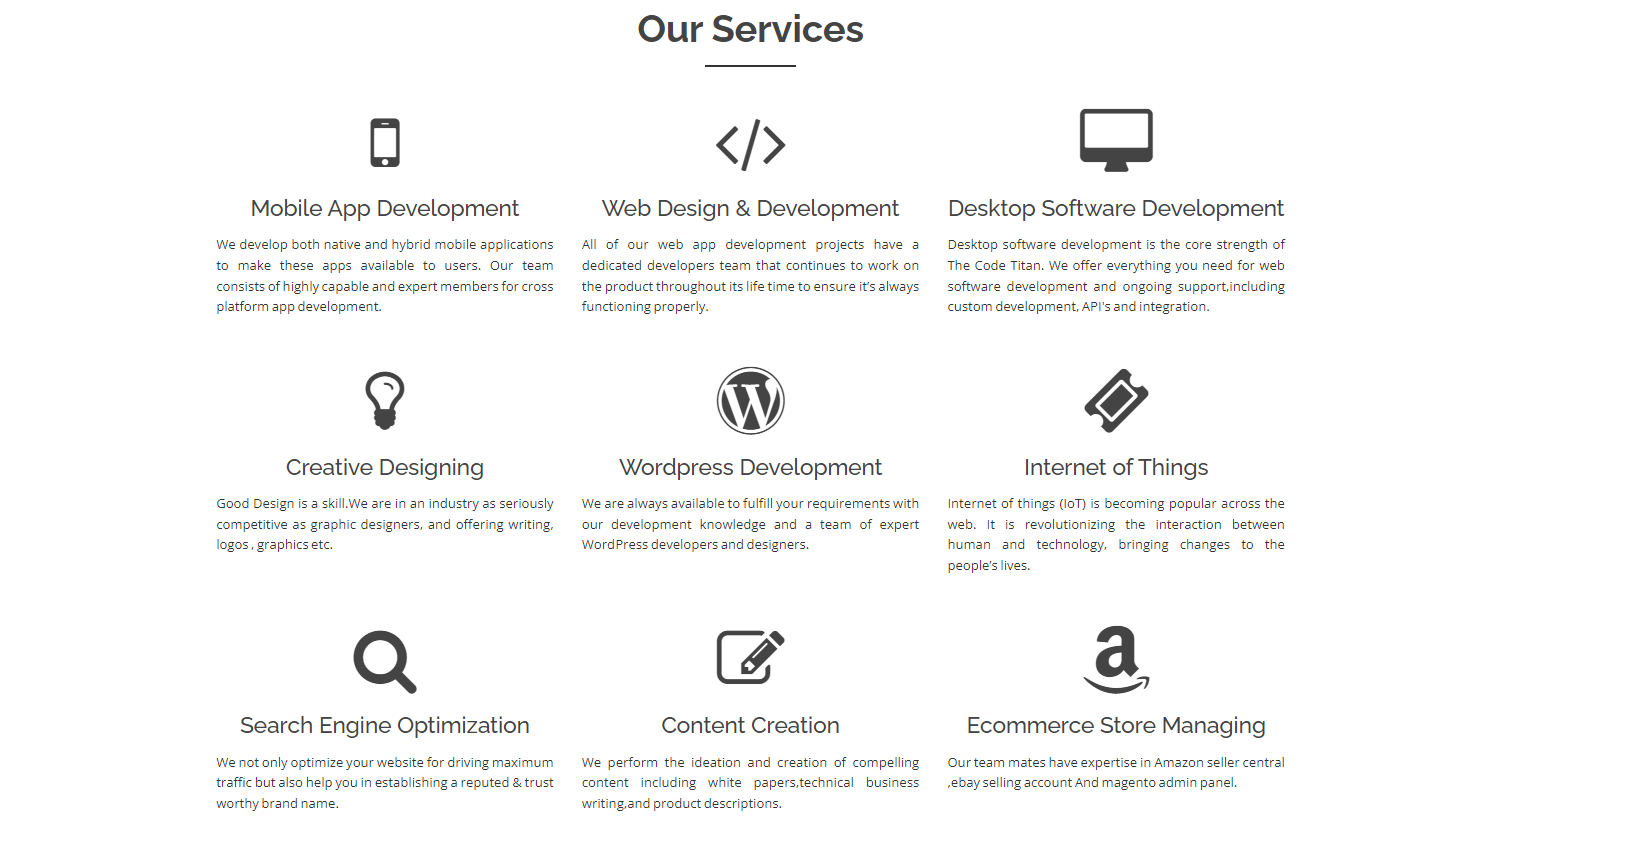 Our Services
Mobile App Development
We develop both native and hybrid mobile applications
to make these apps available to users. Our team
consists of highly capable and expert members for cross
platform app development.
Web Design & Development
All of our web app development projects have a
dedicated developers team that continues to work on
the product throughout its life time to ensure it’s always
functioning properly.
Desktop Software Development
Desktop software development is the core strength of
The Code Titan. We offer everything you need for web
software development and ongoing support,including
custom development, API's and integration.
Creative Designing
Good Design is a skill.We are in an industry as seriously
competitive as graphic designers, and offering writing,
logos , graphics etc.
Wordpress Development
We are always available to fulfill your requirements with
our development knowledge and a team of expert
WordPress developers and designers.
Internet of Things
Internet of things (IoT) is becoming popular across the
web. It is revolutionizing the interaction between
human and technology, bringing changes to the
people’s lives.
Search Engine Optimization
We not only optimize your website for driving maximum
traffic but also help you in establishing a reputed & trust
worthy brand name.
Content Creation
We perform the ideation and creation of compelling
content including white papers,technical business
writing,and product descriptions.
Ecommerce Store Managing
Our team mates have expertise in Amazon seller central
,ebay selling account And magento admin panel.